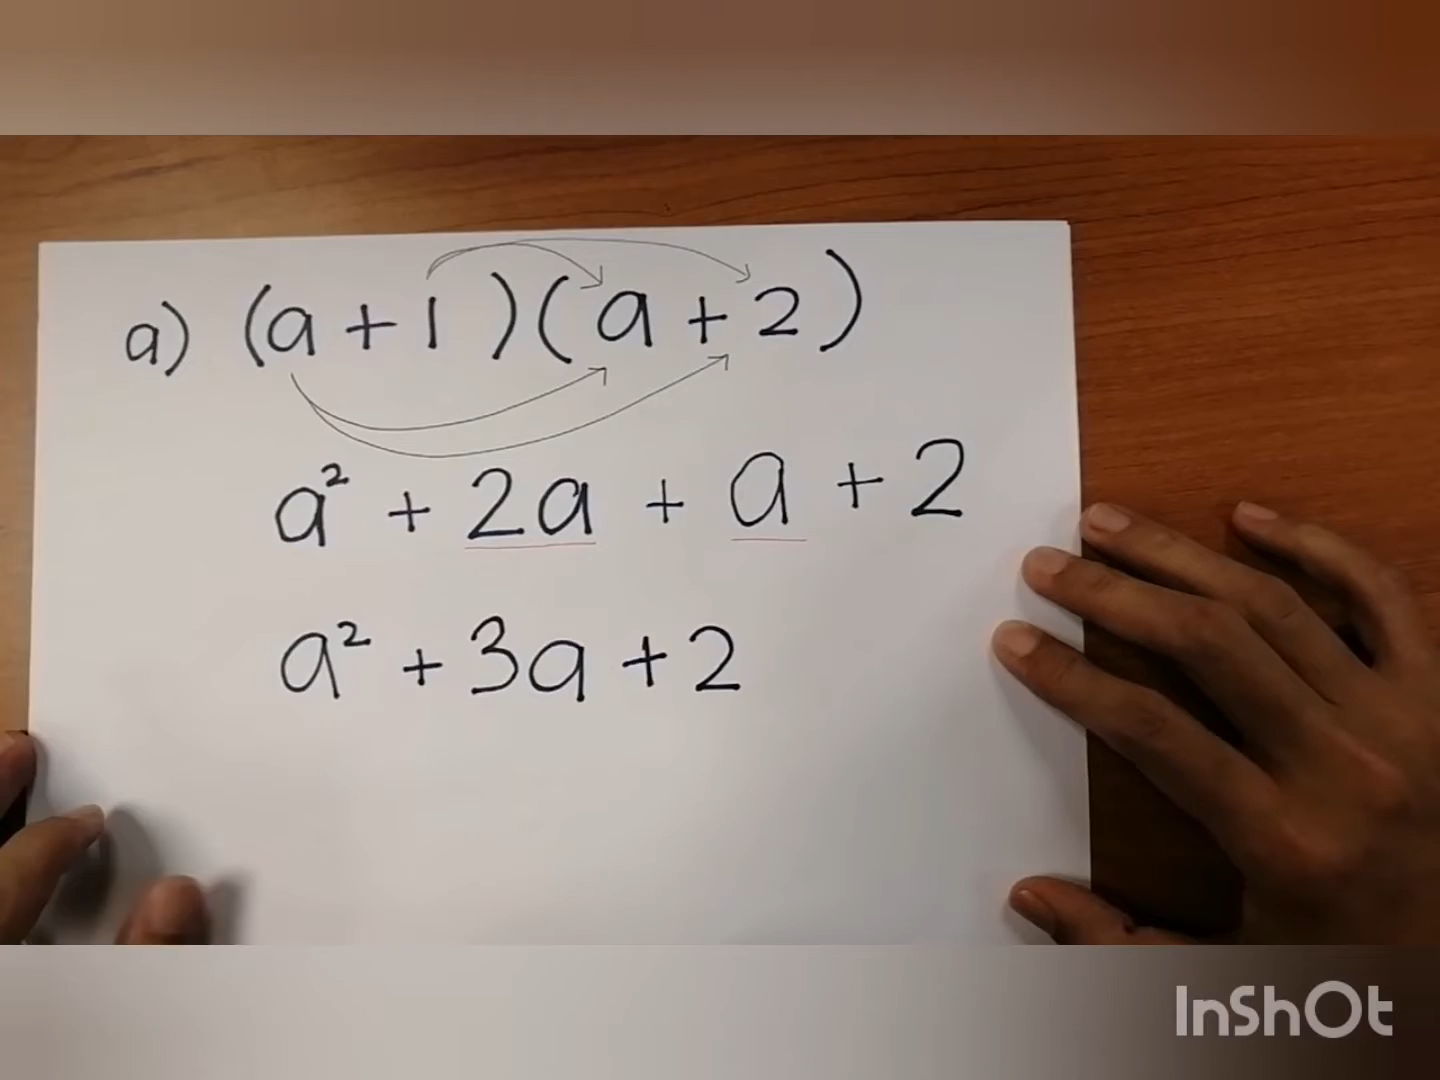 a) (a + 1)(a + 2)
a² + 2a + a + 2
a² + 3a + 2
InShOt